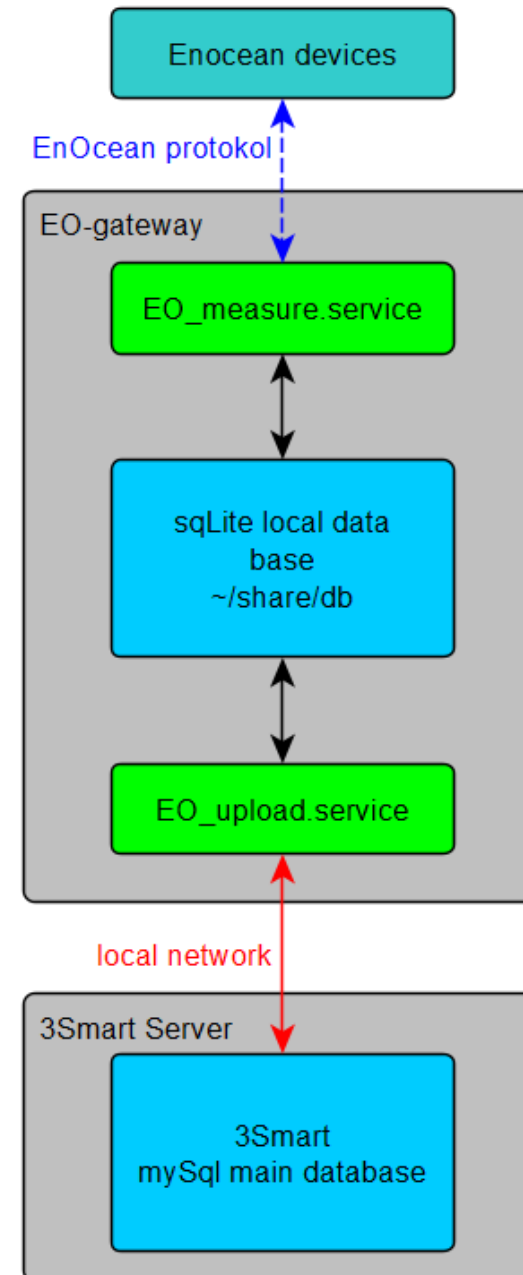 Enocean devices
EnOcean protokol
EO-gateway
EO_measure.service
sqLite local data
base
~/share/db
EO_upload.service
local network
3Smart Server
3Smart
mySql main database